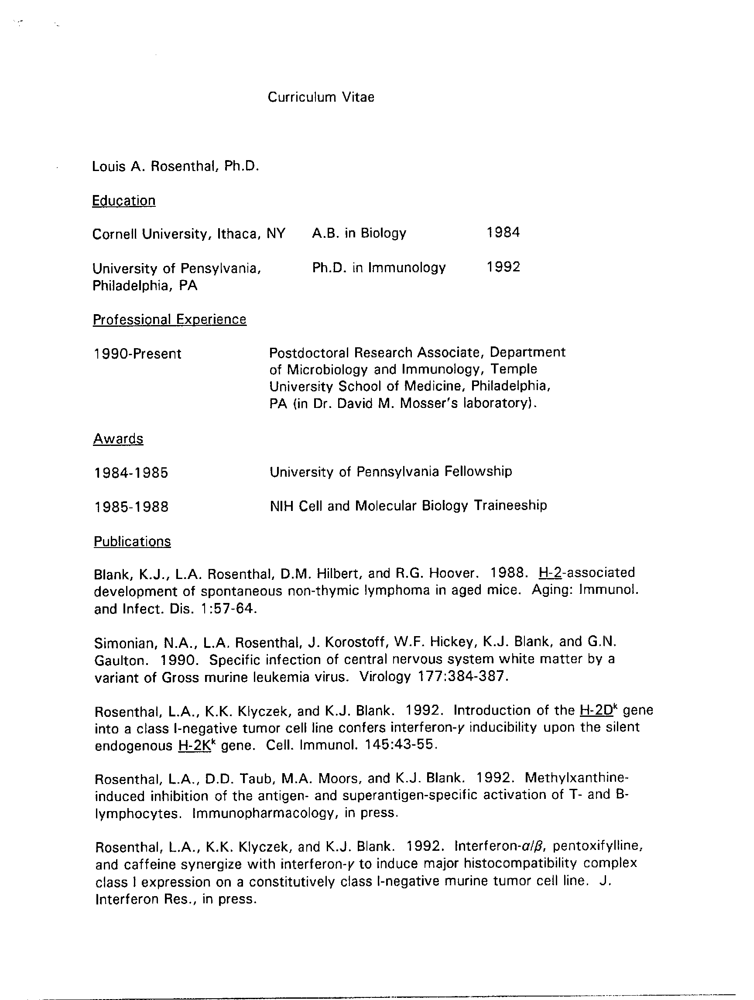 Curriculum Vitae
Louis A. Rosenthal, Ph.D.
Education
Cornell University, Ithaca, NY A.B. in Biology 1984
University of Pensylvania, Ph.D. in Immunology 1992
Philadelphia, PA
Professional Experience
1990-Present Postdoctoral Research Associate, Department
of Microbiology and Immunology, Temple
University School of Medicine, Philadelphia,
PA (in Dr. David M. Mosser's laboratory).
Awards
1984-1985 University of Pennsylvania Fellowship
1985-1988 NIH Cell and Molecular Biology Traineeship
Publications
Blank, K.J., L.A. Rosenthal, D.M. Hilbert, and R.G. Hoover. 1988. H-2-associated
development of spontaneous non-thymic lymphoma in aged mice. Aging: Immunol.
and Infect. Dis. 1:57-64.
Simonian, N.A., L.A. Rosenthal, J. Korostoff, W.F. Hickey, K.J. Blank, and G.N.
Gaulton. 1990. Specific infection of central nervous system white matter by a
variant of Gross murine leukemia virus. Virology 177:384-387.
Rosenthal, L.A., K.K. Klyczek, and K.J. Blank. 1992. Introduction of the H-2Dᵏ gene
into a class I-negative tumor cell line confers interferon-γ inducibility upon the silent
endogenous H-2Kᵏ gene. Cell. Immunol. 145:43-55.
Rosenthal, L.A., D.D. Taub, M.A. Moors, and K.J. Blank. 1992. Methylxanthine-
induced inhibition of the antigen- and superantigen-specific activation of T- and B-
lymphocytes. Immunopharmacology, in press.
Rosenthal, L.A., K.K. Klyczek, and K.J. Blank. 1992. Interferon-α/β, pentoxifylline,
and caffeine synergize with interferon-γ to induce major histocompatibility complex
class I expression on a constitutively class I-negative murine tumor cell line. J.
Interferon Res., in press.